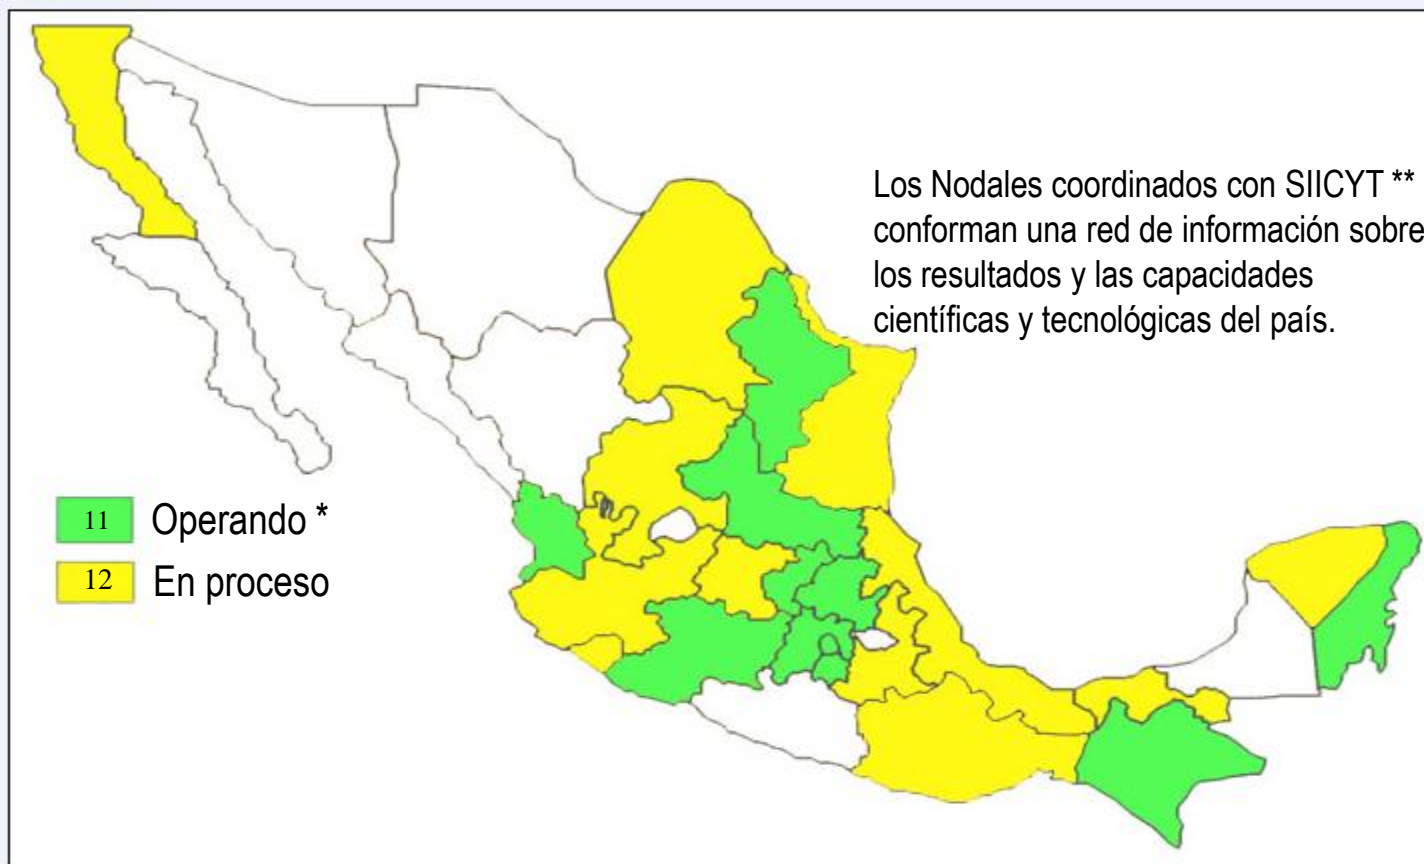 Los Nodales coordinados con SIICYT **
conforman una red de información sobre
los resultados y las capacidades
científicas y tecnológicas del país.
11 Operando *
12 En proceso